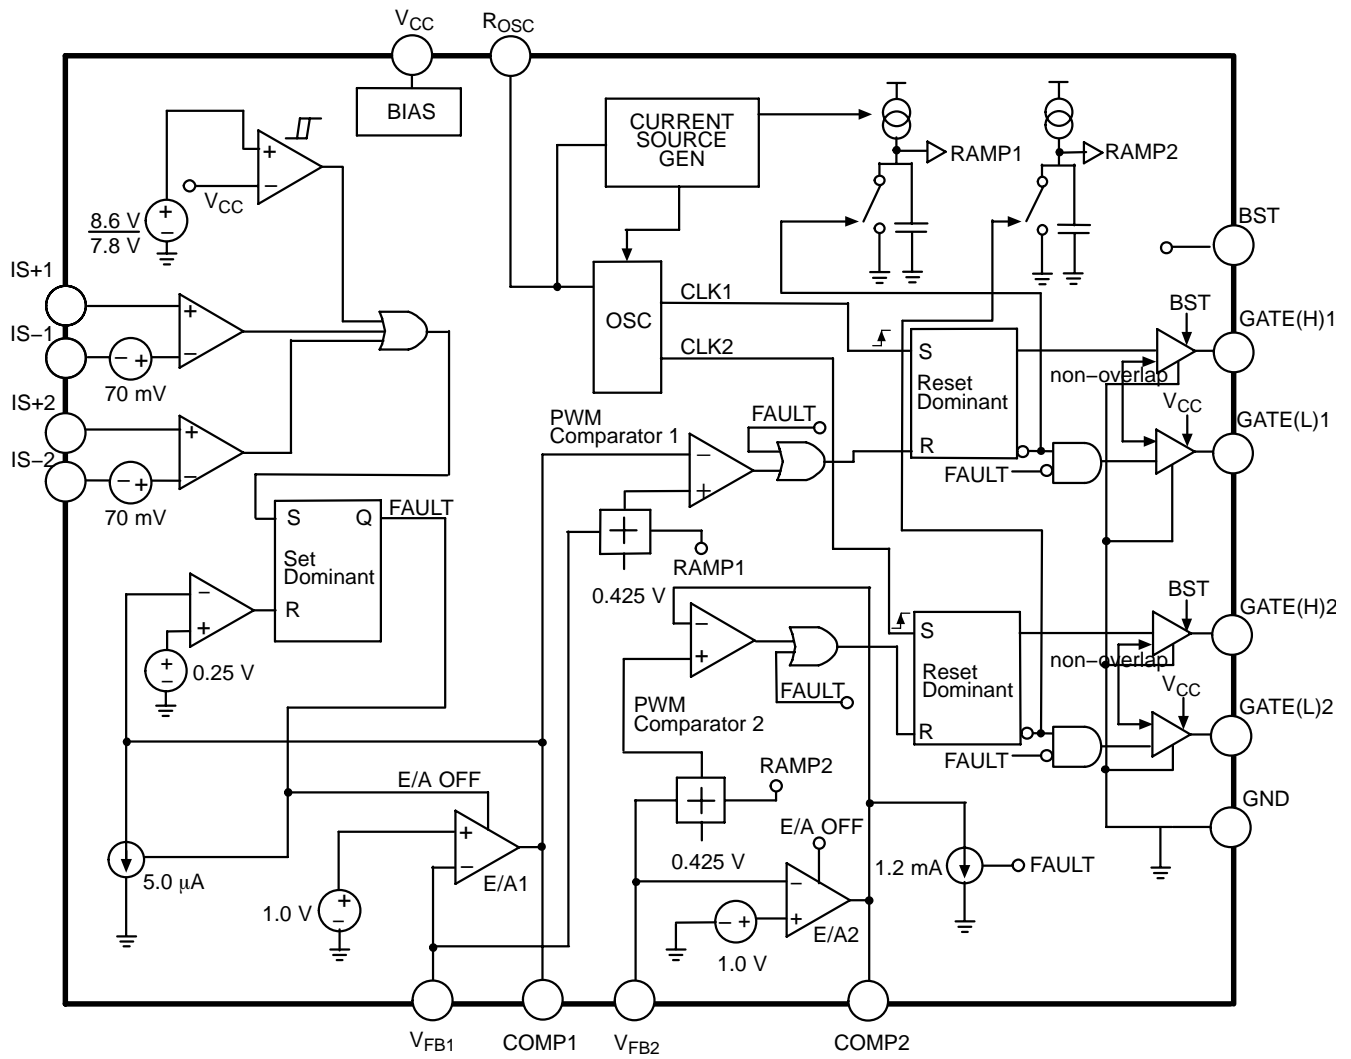 VCC
ROSC
BIAS
CURRENT
SOURCE
GEN
RAMP1
RAMP2
+
−
VCC
8.6 V
7.8 V
+
−
BST
IS+1
IS−1
+
−
− +
70 mV
OSC
CLK1
CLK2
BST
GATE(H)1
S
Reset
Dominant
R
non−overlap
VCC
GATE(L)1
FAULT
IS+2
IS−2
+
−
− +
70 mV
PWM
Comparator 1
FAULT
−
+
+
RAMP1
0.425 V
S
Q
FAULT
Set
Dominant
R
−
+
+
−
0.25 V
−
+
FAULT
PWM
Comparator 2
S
Reset
Dominant
R
BST
GATE(H)2
non−overlap
VCC
GATE(L)2
FAULT
RAMP2
+
0.425 V
E/A OFF
+
−
E/A1
5.0 μA
1.0 V
+
−
E/A OFF
−
+
E/A2
− +
1.0 V
1.2 mA
FAULT
GND
VFB1
COMP1
VFB2
COMP2